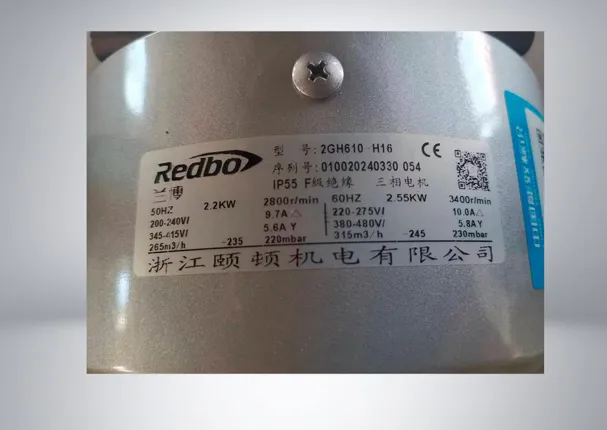 Redbo
兰博
型 号:2GH610-H16 CE
序列号:010020240330 054
IP55 F级绝缘 三相电机
50HZ 2.2KW 2800r/min 60HZ 2.55KW 3400r/min
200-240V/ 9.7A△ 220-275V/ 10.0A△
345-415V/ 5.6A Y 380-480V/ 5.8A Y
265m3/h -235 220mbar 315m3/h -245 230mbar
浙江颐顿机电有限公司